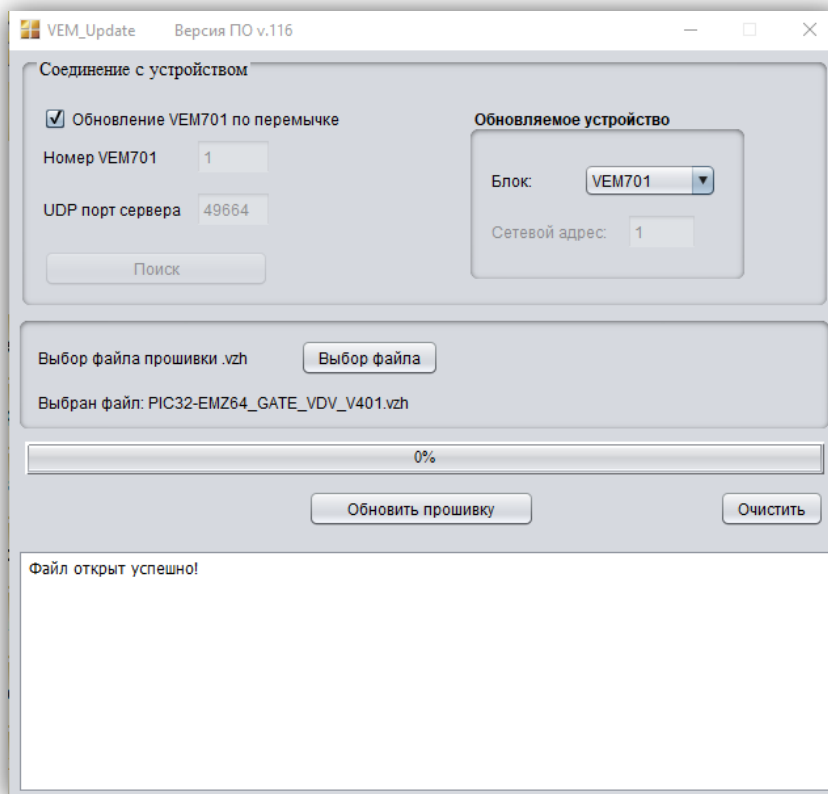 VEM_Update Версия ПО v.116
Соединение с устройством
Обновление VEM701 по перемычке
Номер VEM701 1
UDP порт сервера 49664
Поиск
Обновляемое устройство
Блок: VEM701
Сетевой адрес: 1
Выбор файла прошивки .vzh Выбор файла
Выбран файл: PIC32-EMZ64_GATE_VDV_V401.vzh
0%
Обновить прошивку Очистить
Файл открыт успешно!